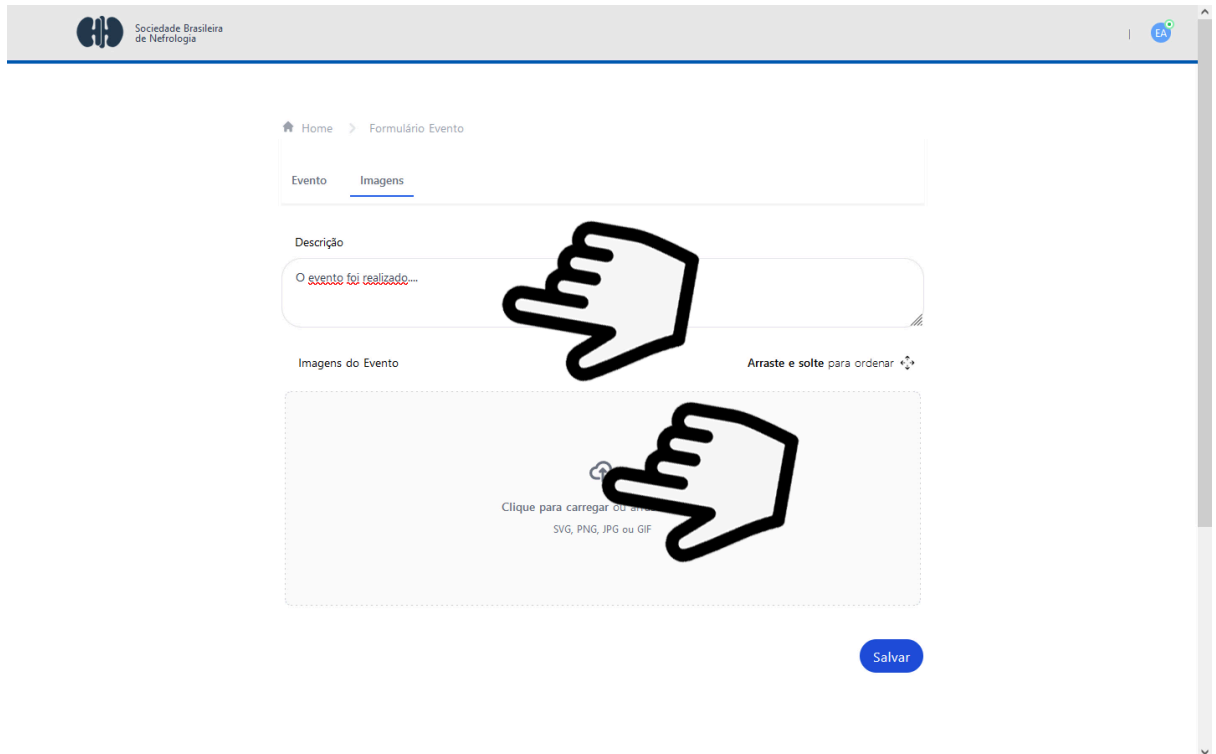 Sociedade Brasileira
de Nefrologia
EA
Home > Formulário Evento
Evento Imagens
Descrição
O evento foi realizado....
Imagens do Evento Arraste e solte para ordenar
Clique para carregar ou
SVG, PNG, JPG ou GIF
Salvar